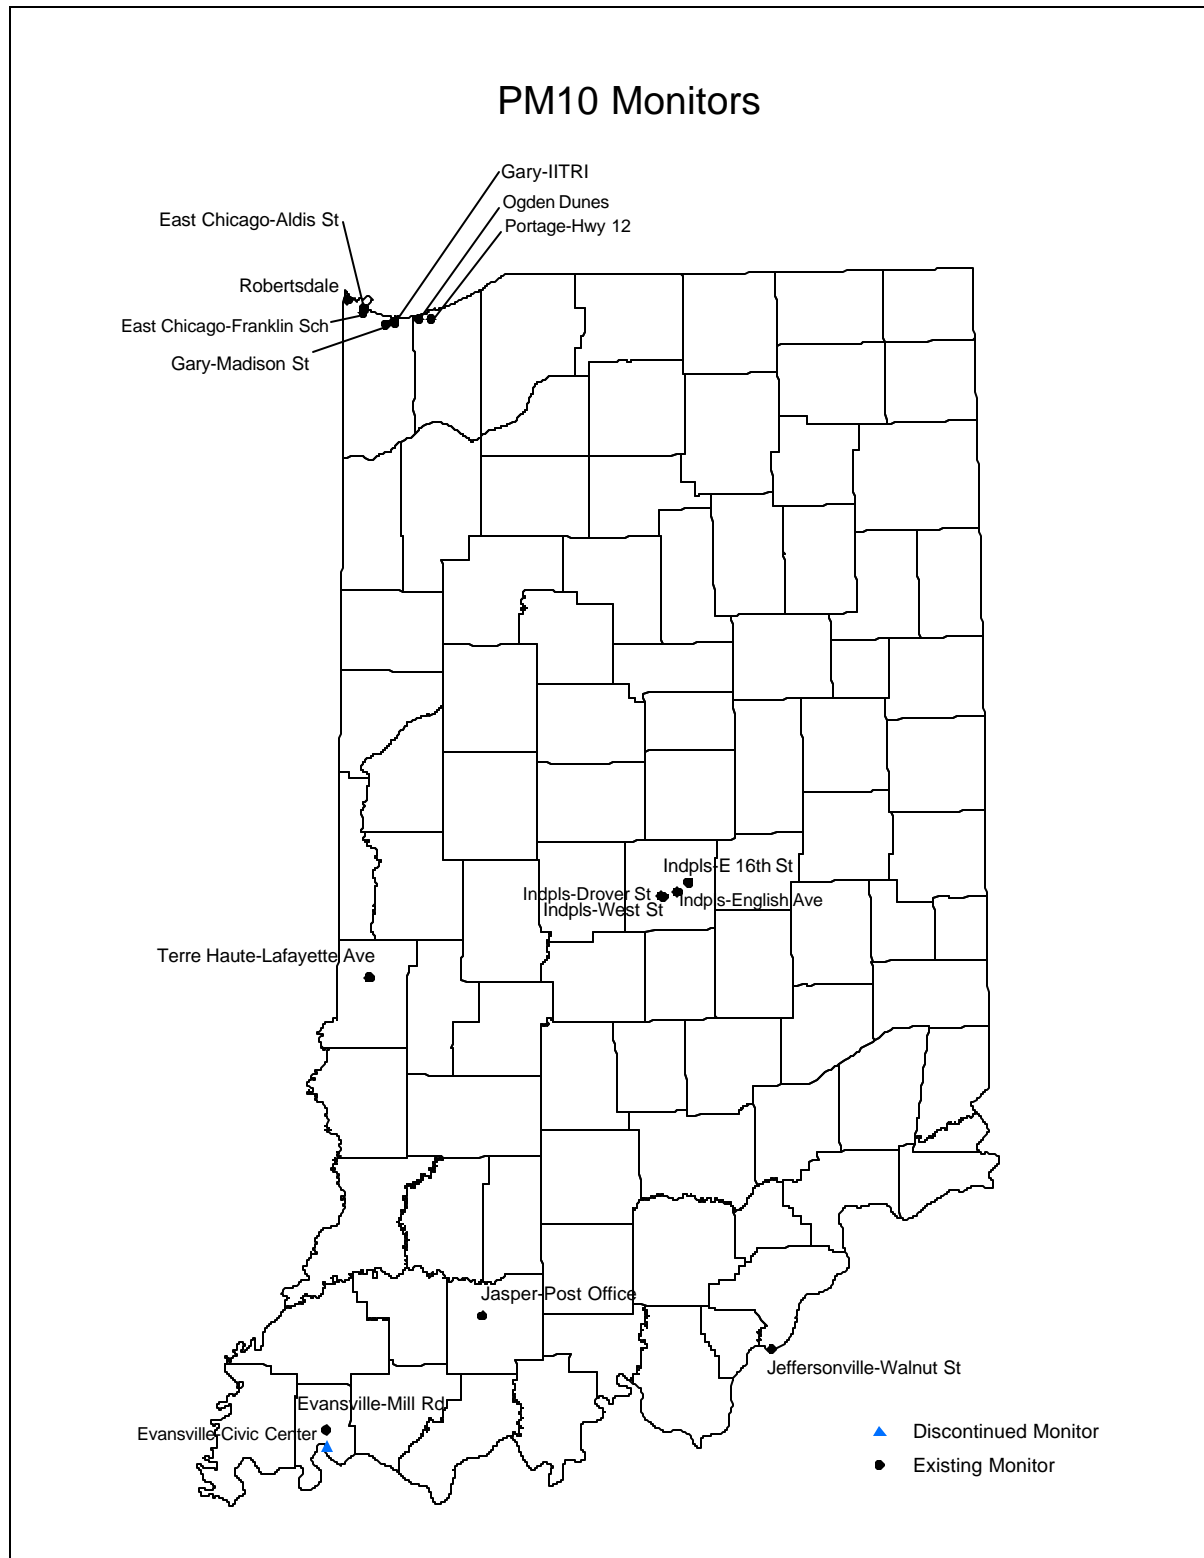 PM10 Monitors
Gary-IITRI
Ogden Dunes
East Chicago-Aldis St
Portage-Hwy 12
Robertsdale
East Chicago-Franklin Sch
Gary-Madison St
Indpls-E 16th St
Indpls-Drover St
Indpls-English Ave
Indpls-West St
Terre Haute-Lafayette Ave
Jasper-Post Office
Jeffersonville-Walnut St
Evansville-Mill Rd
Evansville-Civic Center
Discontinued Monitor
Existing Monitor